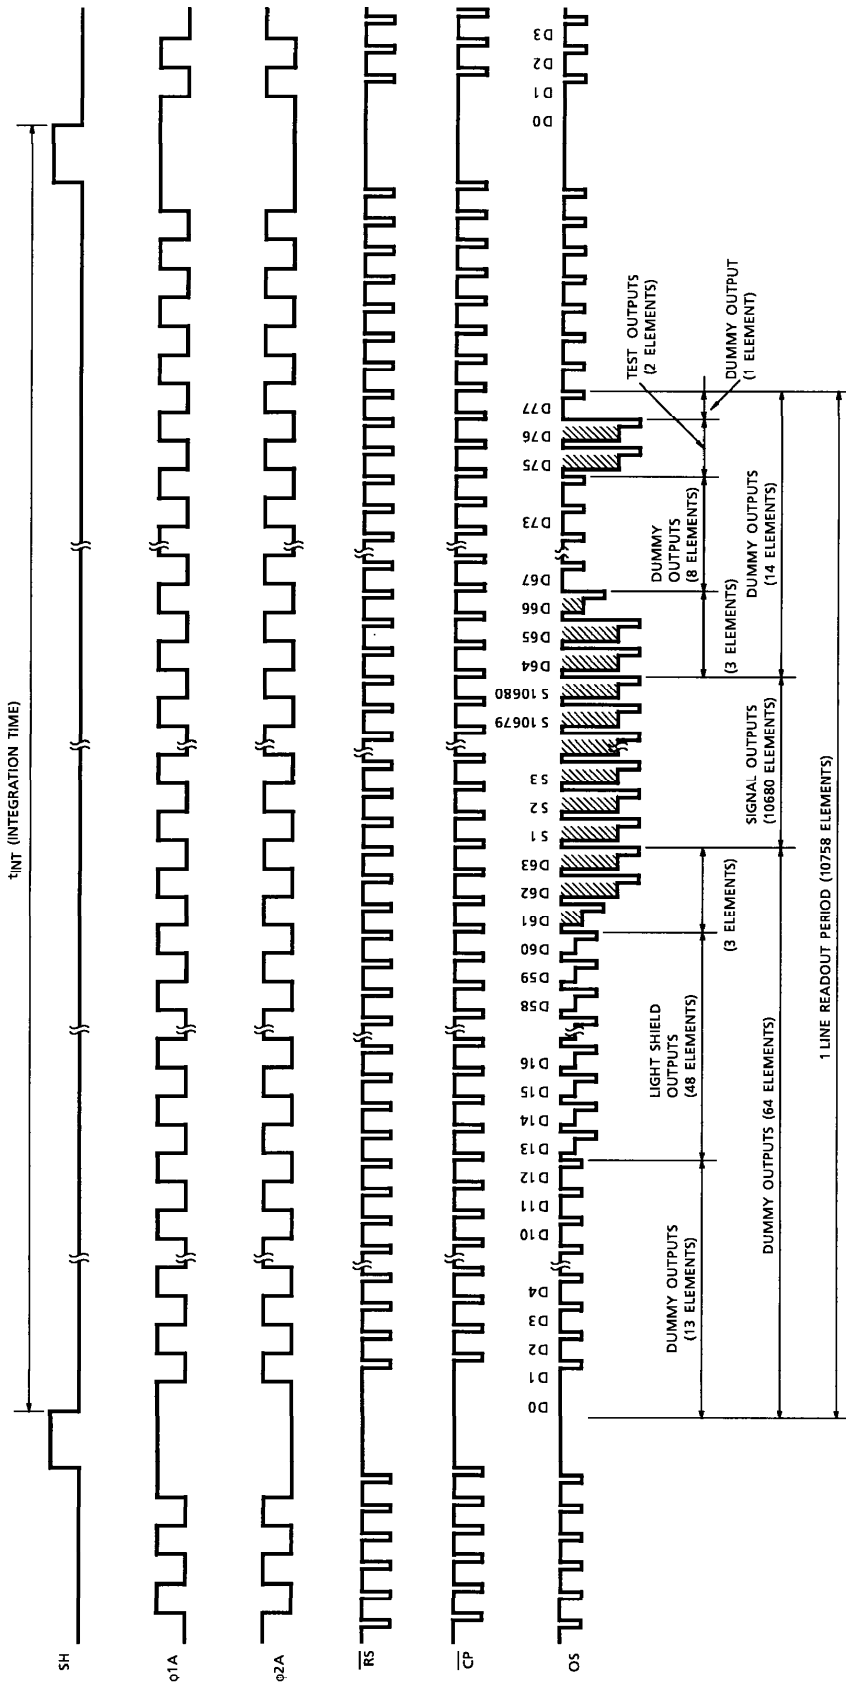 tINT (INTEGRATION TIME)
SH
φ1A
φ2A
RS
CP
OS
D0
D1
D2
D3
D4
D10
D11
D12
D13
D14
D15
D16
D58
D59
D60
D61
D62
D63
S1
S2
S3
S10679
S10680
D64
D65
D66
D67
D73
D75
D76
D77
D0
D1
D2
D3
DUMMY OUTPUTS
(13 ELEMENTS)
LIGHT SHIELD
OUTPUTS
(48 ELEMENTS)
(3 ELEMENTS)
(3 ELEMENTS)
DUMMY
OUTPUTS
(8 ELEMENTS)
TEST OUTPUTS
(2 ELEMENTS)
DUMMY OUTPUT
(1 ELEMENT)
DUMMY OUTPUTS (64 ELEMENTS)
SIGNAL OUTPUTS
(10680 ELEMENTS)
DUMMY OUTPUTS
(14 ELEMENTS)
1 LINE READOUT PERIOD (10758 ELEMENTS)